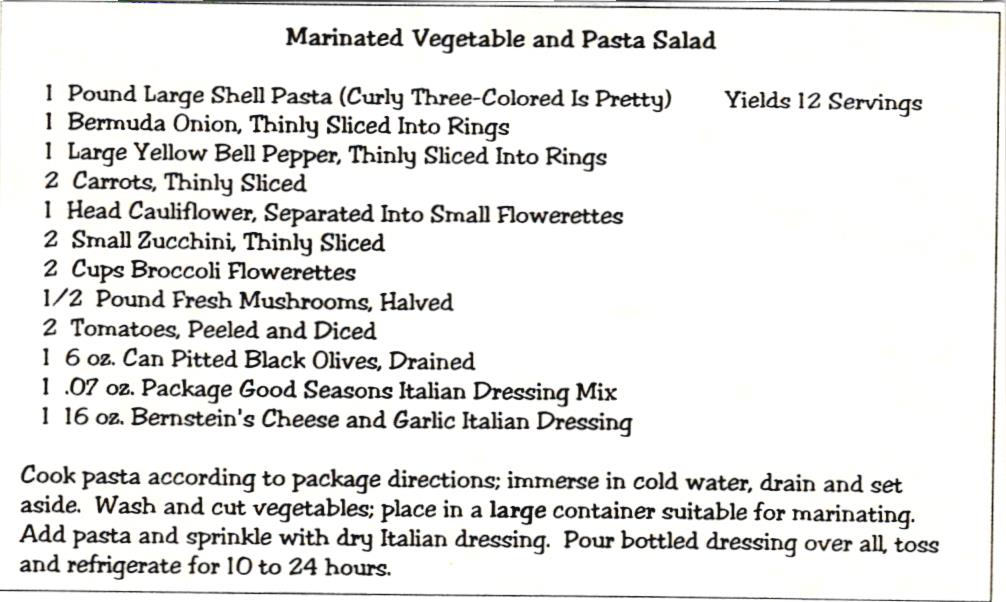 Marinated Vegetable and Pasta Salad
1 Pound Large Shell Pasta (Curly Three-Colored Is Pretty) Yields 12 Servings
1 Bermuda Onion, Thinly Sliced Into Rings
1 Large Yellow Bell Pepper, Thinly Sliced Into Rings
2 Carrots, Thinly Sliced
1 Head Cauliflower, Separated Into Small Flowerettes
2 Small Zucchini, Thinly Sliced
2 Cups Broccoli Flowerettes
1/2 Pound Fresh Mushrooms, Halved
2 Tomatoes, Peeled and Diced
1 6 oz. Can Pitted Black Olives, Drained
1 .07 oz. Package Good Seasons Italian Dressing Mix
1 16 oz. Bernstein's Cheese and Garlic Italian Dressing
Cook pasta according to package directions; immerse in cold water, drain and set
aside. Wash and cut vegetables; place in a large container suitable for marinating.
Add pasta and sprinkle with dry Italian dressing. Pour bottled dressing over all, toss
and refrigerate for 10 to 24 hours.